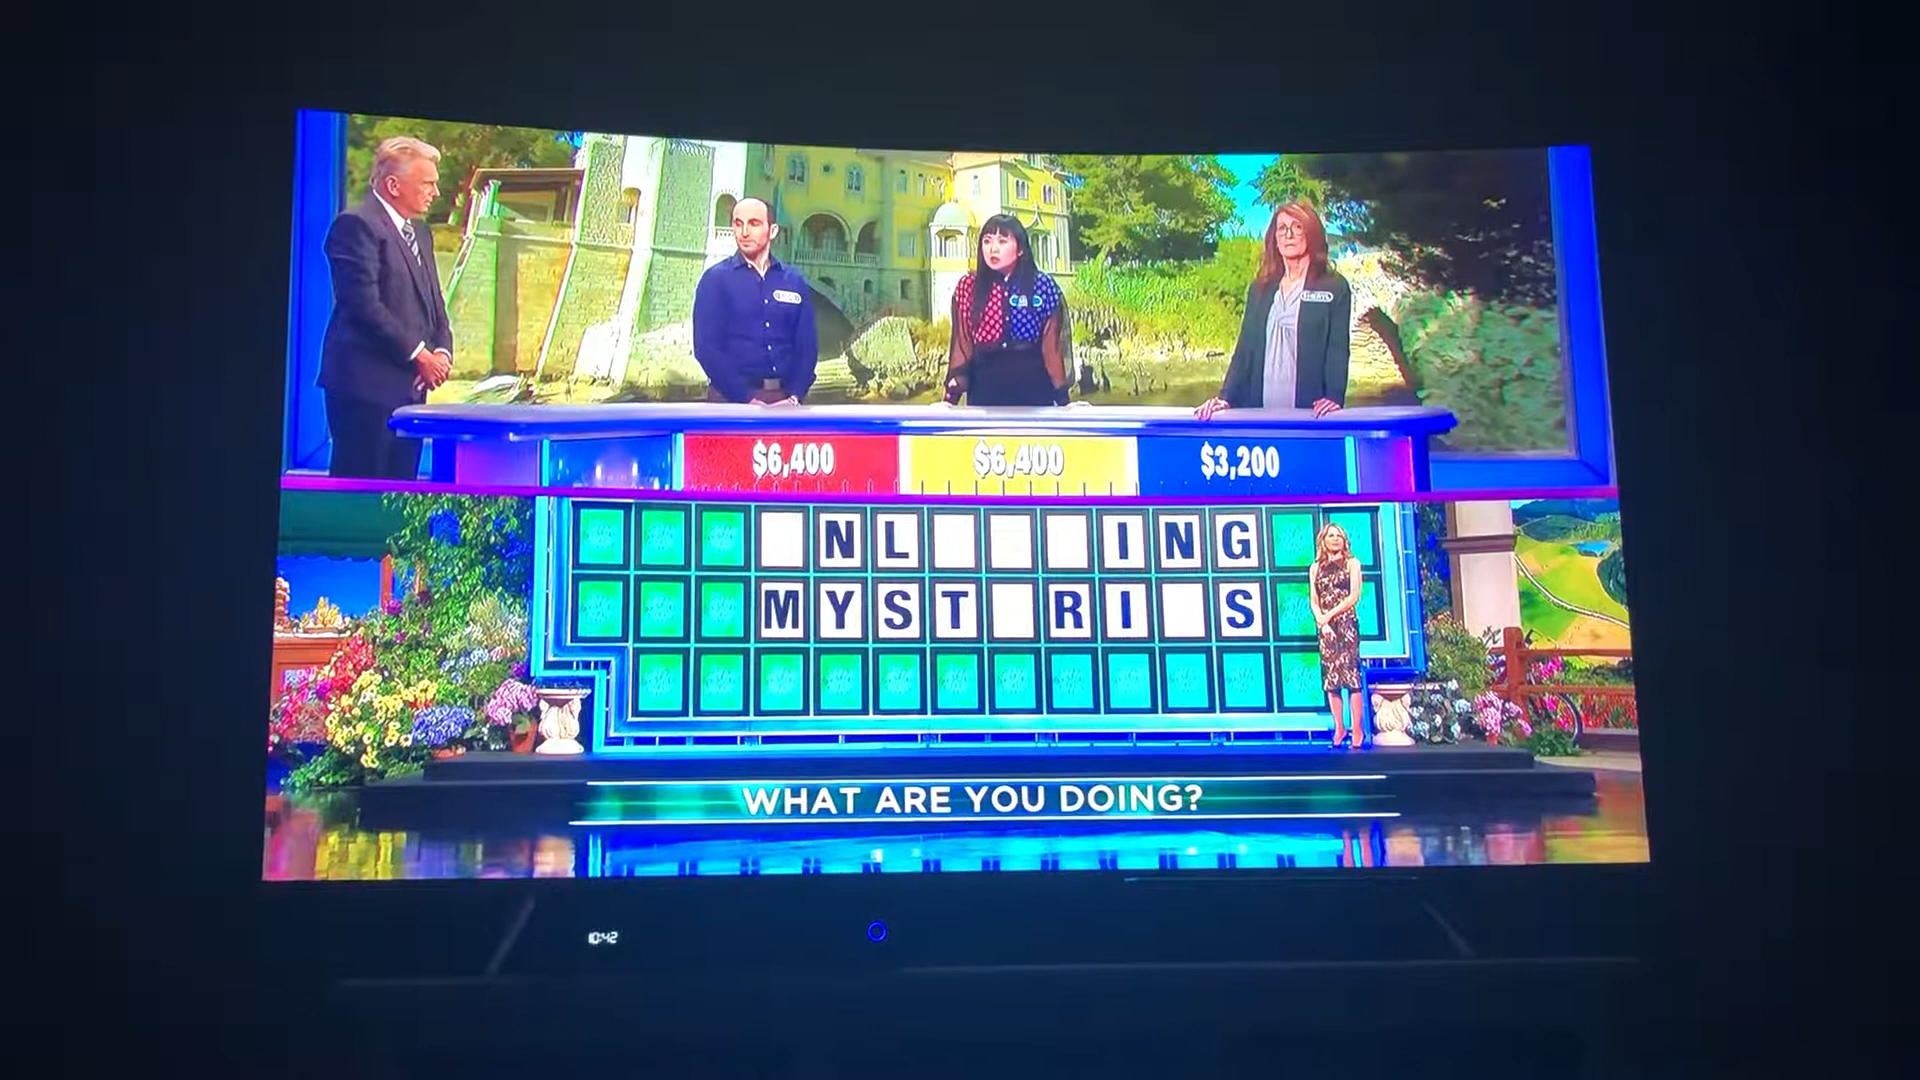 $6,400 $6,400 $3,200
NL ING
MYST RI S
WHAT ARE YOU DOING?
10:42